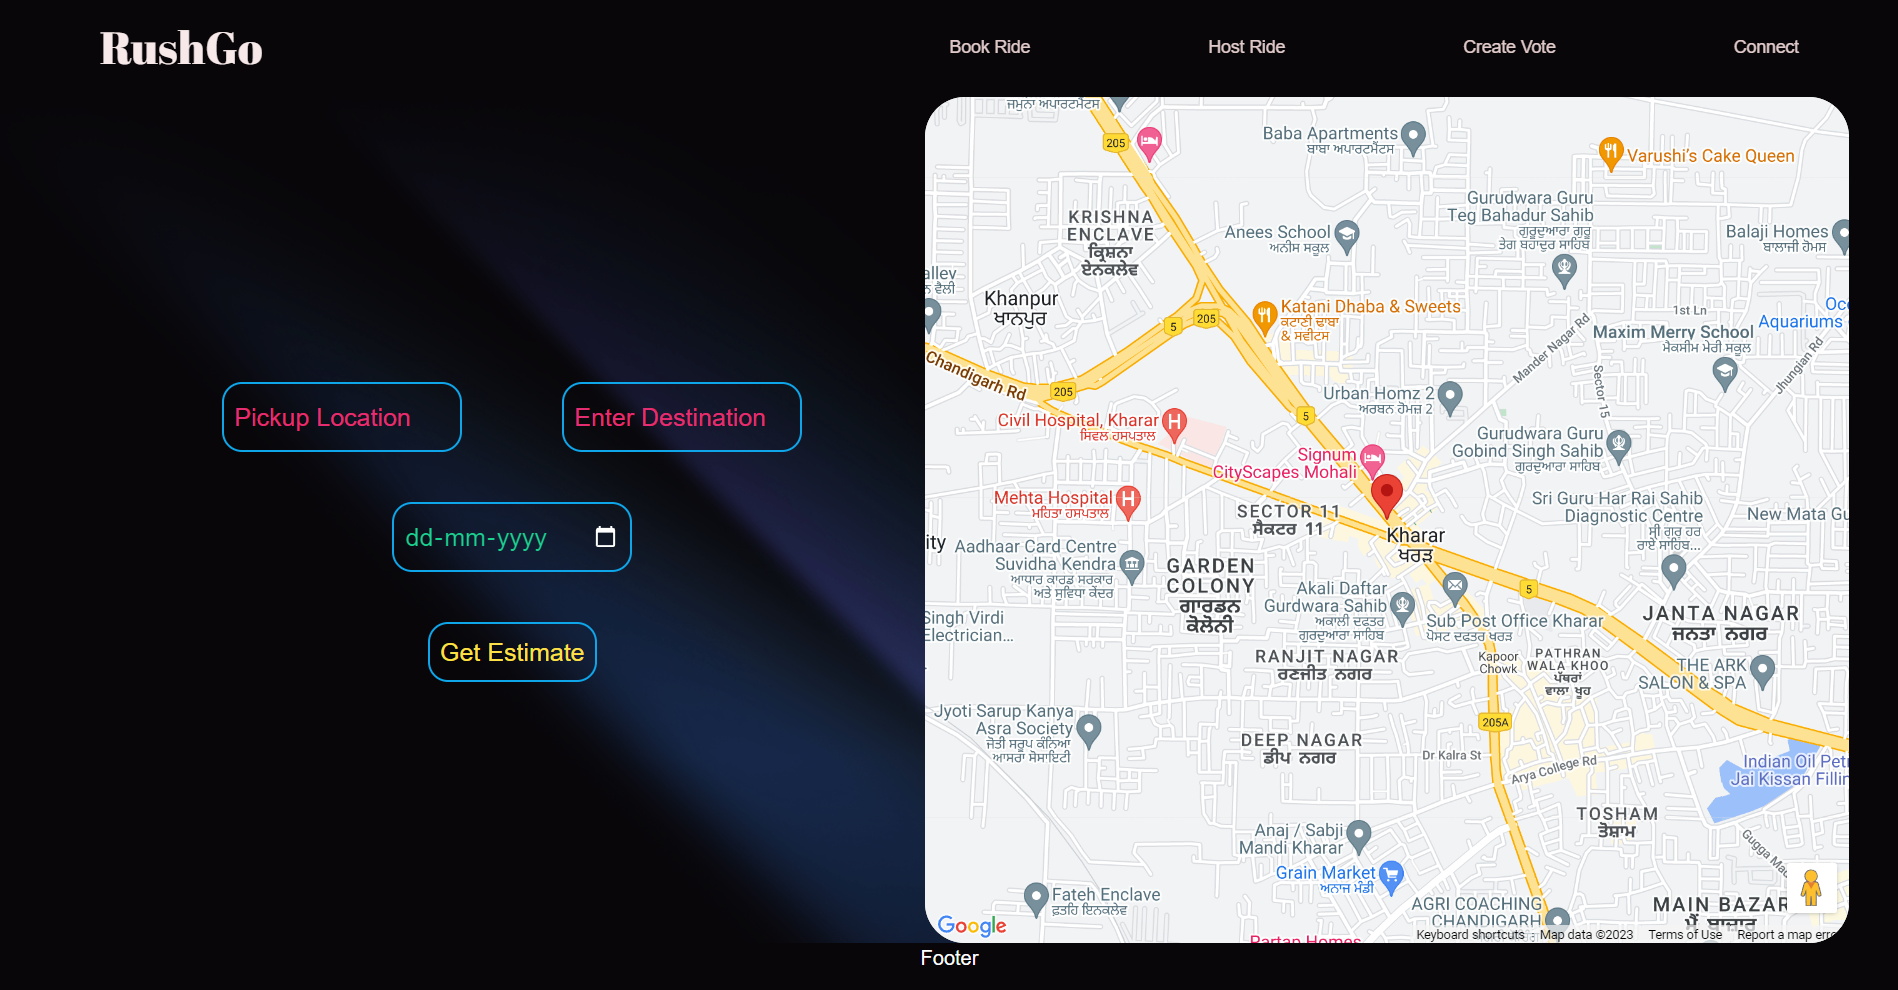 RushGo
Book Ride
Host Ride
Create Vote
Connect
Pickup Location
Enter Destination
dd-mm-yyyy
Get Estimate
ਜਮੁਨਾ ਅਪਾਰਟਮੈਂਟਸ
205
Baba Apartments
ਬਾਬਾ ਅਪਾਰਟਮੈਂਟਸ
Varushi's Cake Queen
KRISHNA
ENCLAVE
ਕ੍ਰਿਸ਼ਨਾ
ਏਨਕਲੇਵ
Anees School
ਅਨੀਸ ਸਕੂਲ
Gurudwara Guru
Teg Bahadur Sahib
ਗੁਰੂਦੁਆਰਾ ਗੁਰੂ
ਤੇਗ ਬਹਾਦੁਰ ਸਾਹਿਬ
Balaji Homes
ਬਾਲਾਜੀ ਹੋਮਸ
alley
ਨ ਵੈਲੀ
Khanpur
ਖਾਨਪੁਰ
5
205
Katani Dhaba & Sweets
ਕਟਾਣੀ ਢਾਬਾ
& ਸਵੀਟਸ
1st Ln
Oc
Aquariums
Maxim Merry School
ਮੈਕਸੀਮ ਮੇਰੀ ਸਕੂਲ
Mander Nagar Rd
Jhungian Rd
Sector 15
Chandigarh Rd
205
Urban Homz 2
ਅਰਬਨ ਹੋਮਜ਼ 2
5
Civil Hospital, Kharar
ਸਿਵਲ ਹਸਪਤਾਲ
Gurudwara Guru
Gobind Singh Sahib
ਗੁਰਦੁਆਰਾ ਸਾਹਿਬ
Signum
CityScapes Mohali
Mehta Hospital
ਮਹਿਤਾ ਹਸਪਤਾਲ
SECTOR 11
ਸੈਕਟਰ 11
Sri Guru Har Rai Sahib
Diagnostic Centre
ਸ੍ਰੀ ਗੁਰੂ ਹਰ
ਰਾਏ ਸਾਹਿਬ...
New Mata Gu
Kharar
ਖਰੜ
ity
Aadhaar Card Centre
Suvidha Kendra
ਆਧਾਰ ਕਾਰਡ ਸਰਕਾਰ
ਅਤੇ ਸੁਵਿਧਾ ਕੇਂਦਰ
GARDEN
COLONY
ਗਾਰਡਨ
ਕੋਲੋਨੀ
Akali Daftar
Gurdwara Sahib
ਅਕਾਲੀ ਦਫਤਰ
ਗੁਰਦੁਆਰਾ ਸਾਹਿਬ
5
Singh Virdi
Electrician...
Sub Post Office Kharar
ਪੋਸਟ ਦਫਤਰ ਖਰੜ
JANTA NAGAR
ਜਨਤਾ ਨਗਰ
RANJIT NAGAR
ਰਣਜੀਤ ਨਗਰ
Kapoor
Chowk
PATHRAN
WALA KHOO
ਪੱਥਰਾਂ
ਵਾਲਾ ਖੂਹ
THE ARK
SALON & SPA
Jyoti Sarup Kanya
Asra Society
ਜੋਤੀ ਸਰੂਪ ਕੰਨਿਆ
ਆਸਰਾ ਸੋਸਾਇਟੀ
205A
DEEP NAGAR
ਡੀਪ ਨਗਰ
Dr Kalra St
Arya College Rd
Indian Oil Petr
Jai Kissan Fillin
TOSHAM
ਤੋਸ਼ਾਮ
Anaj / Sabji
Mandi Kharar
Gugga Ma
Grain Market
ਅਨਾਜ ਮੰਡੀ
Fateh Enclave
ਫ਼ਤਹਿ ਇਨਕਲੇਵ
AGRI COACHING
CHANDIGARH
MAIN BAZAR
ਮੈਂ ਬਾਜ਼ਾਰ
Google
Partap Homes
Keyboard shortcuts
Map data ©2023
Terms of Use
Report a map erro
Footer